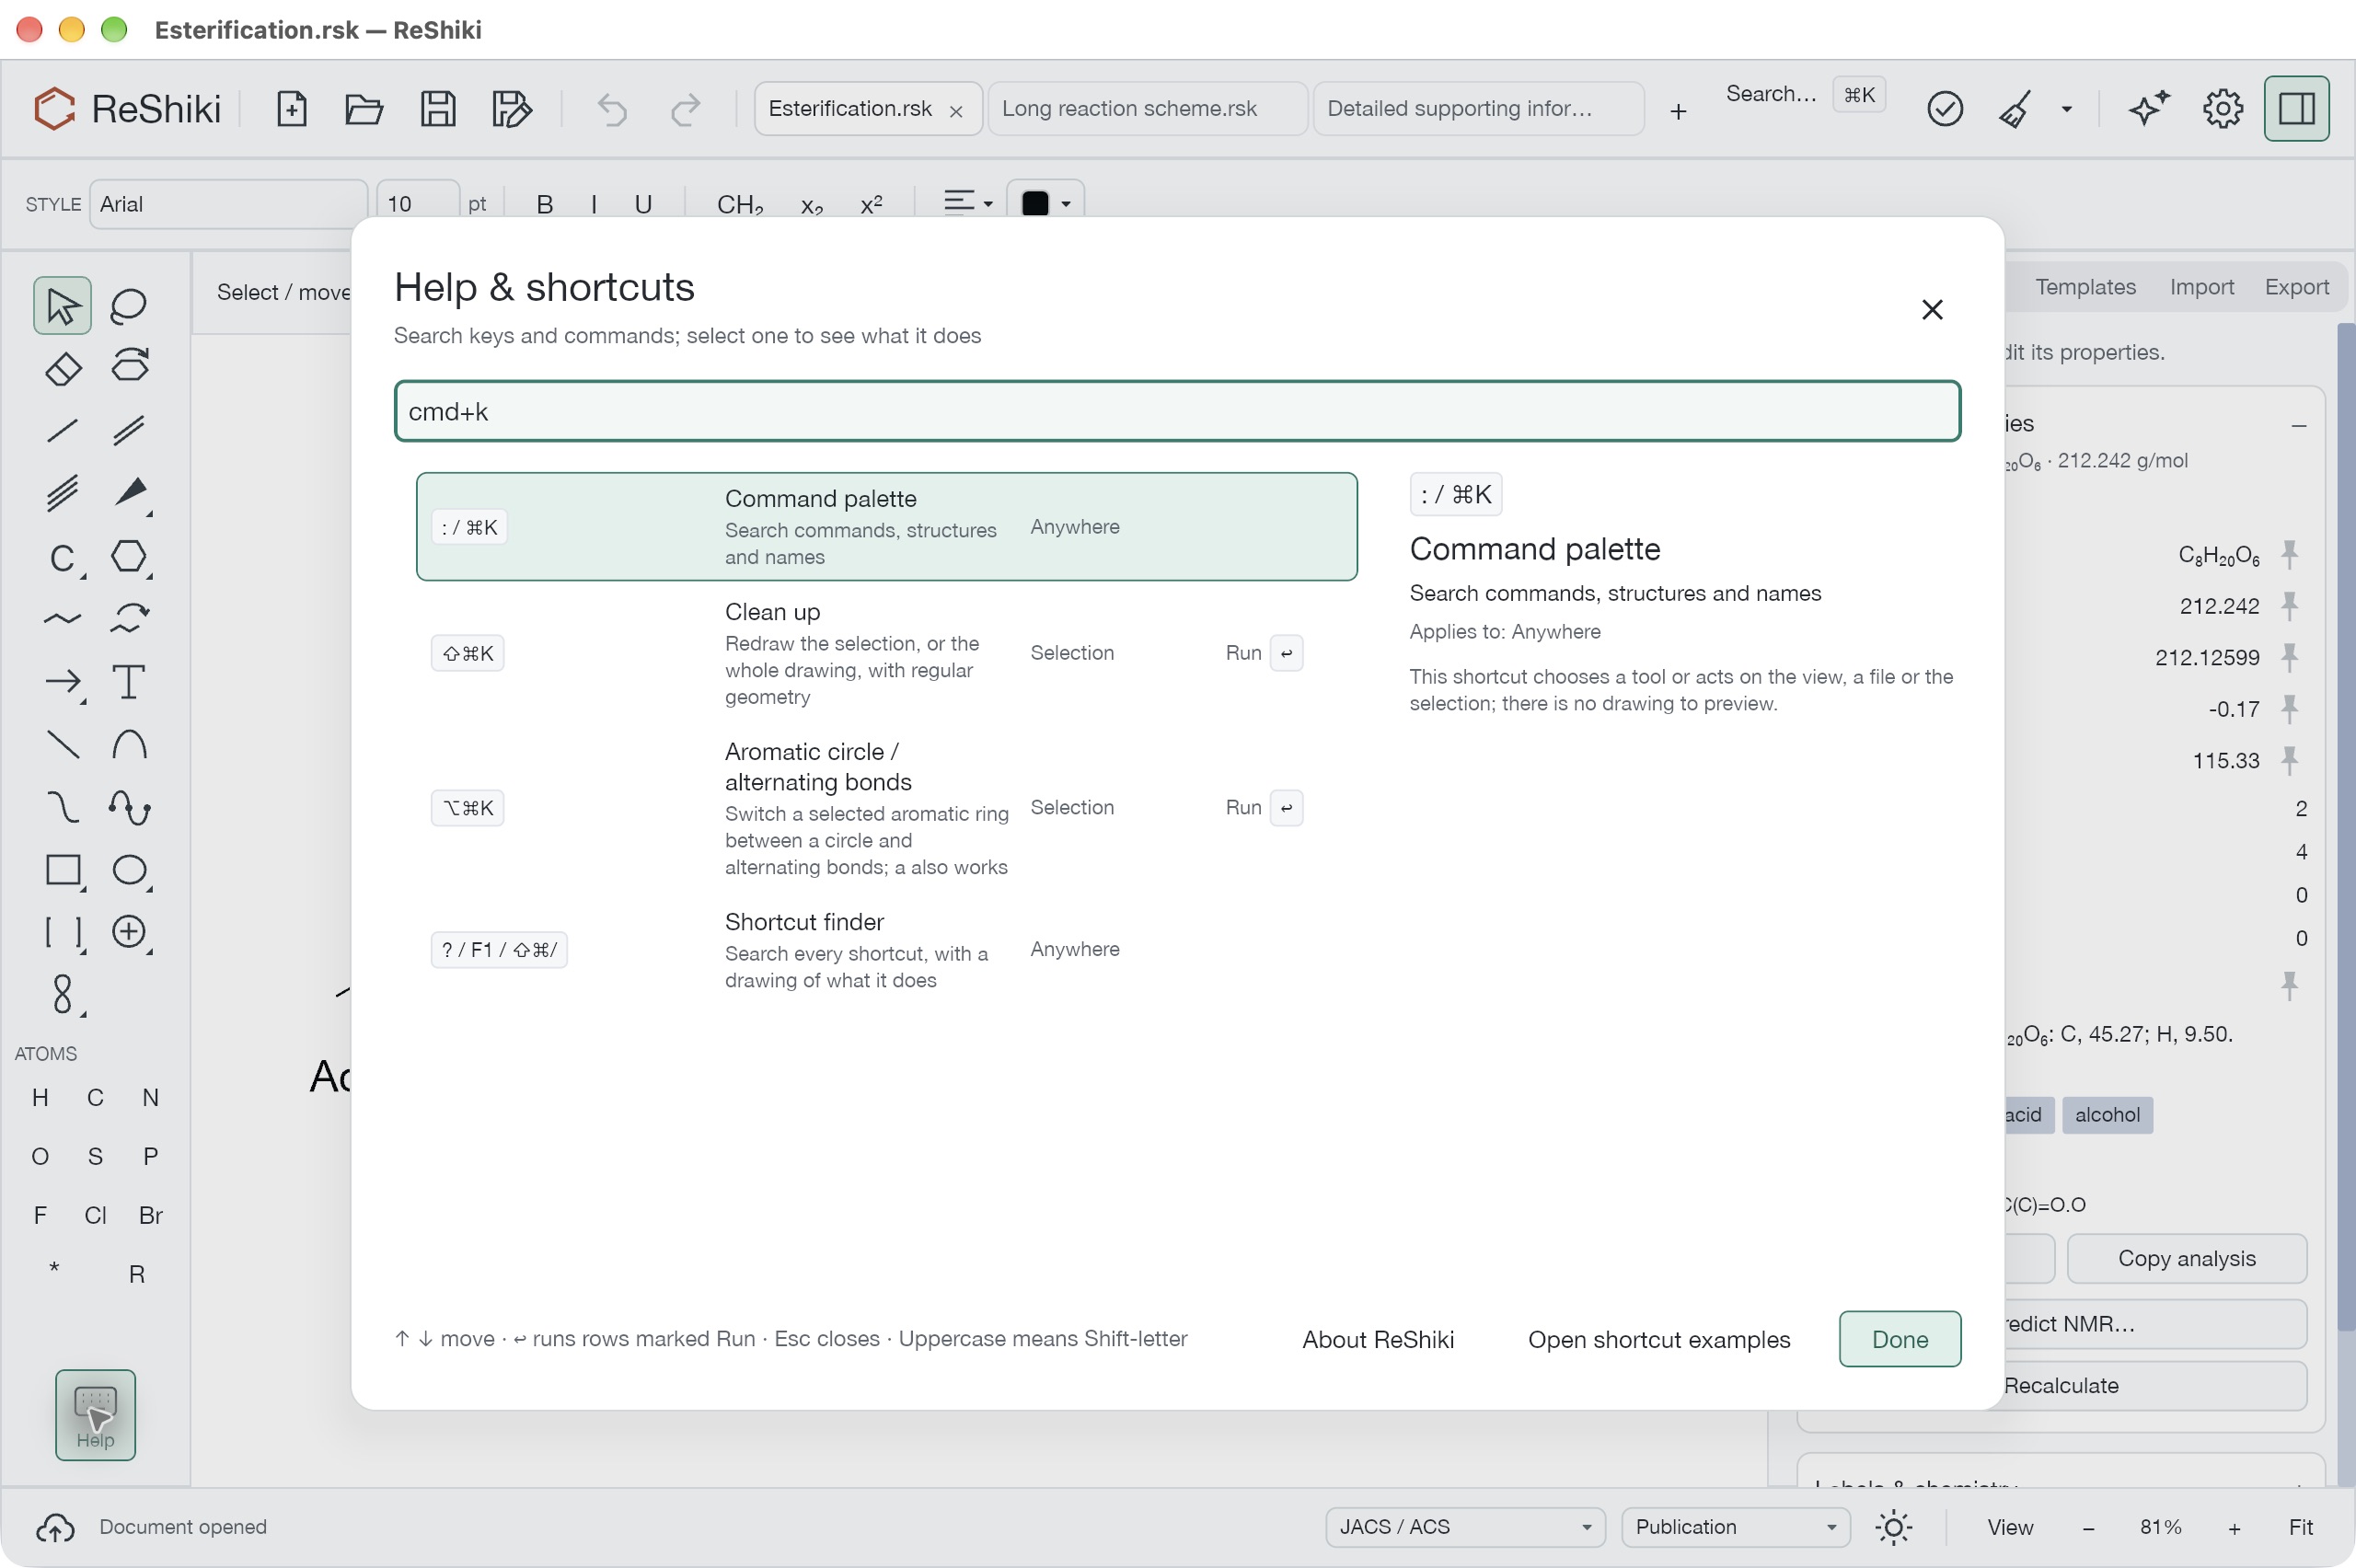 Esterification.rsk — ReShiki
ReShiki
Esterification.rsk ×
Long reaction scheme.rsk
Detailed supporting infor…
+
Search… ⌘K
STYLE Arial 10 pt B I U CH₂ x₂ x²
Select / move
Templates Import Export
Help & shortcuts
Search keys and commands; select one to see what it does
cmd+k
: / ⌘K
Command palette
Search commands, structures
and names
Anywhere
⇧⌘K
Clean up
Redraw the selection, or the
whole drawing, with regular
geometry
Selection
Run ↩
⌥⌘K
Aromatic circle /
alternating bonds
Switch a selected aromatic ring
between a circle and
alternating bonds; a also works
Selection
Run ↩
? / F1 / ⇧⌘/
Shortcut finder
Search every shortcut, with a
drawing of what it does
Anywhere
: / ⌘K
Command palette
Search commands, structures and names
Applies to: Anywhere
This shortcut chooses a tool or acts on the view, a file or the
selection; there is no drawing to preview.
↑ ↓ move · ↩ runs rows marked Run · Esc closes · Uppercase means Shift-letter
About ReShiki
Open shortcut examples
Done
its properties.
₂₀O₆ · 212.242 g/mol
C₈H₂₀O₆
212.242
212.12599
-0.17
115.33
2
4
0
0
₂₀O₆: C, 45.27; H, 9.50.
acid alcohol
C(C)=O.O
Copy analysis
redict NMR…
Recalculate
C
T
[ ]
ATOMS
H C N
O S P
F Cl Br
* R
Help
Document opened
JACS / ACS
Publication
View − 81% + Fit